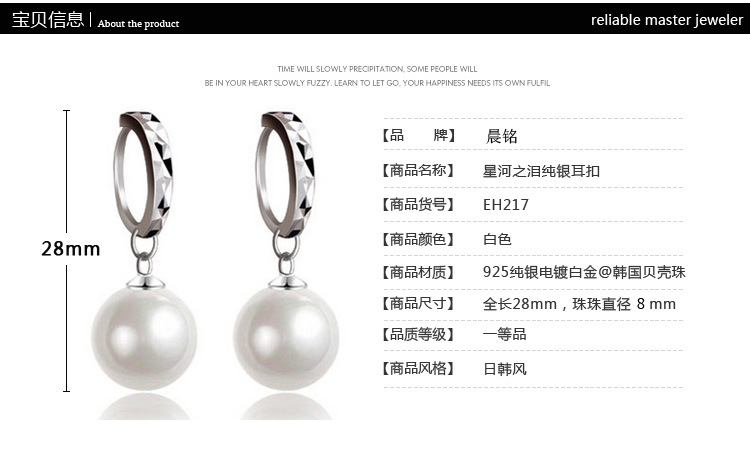 宝贝信息 About the product reliable master jeweler
TIME WILL SLOWLY PRECIPITATION, SOME PEOPLE WILL
BE IN YOUR HEART SLOWLY FUZZY. LEARN TO LET GO, YOUR HAPPINESS NEEDS ITS OWN FULFIL
28mm
【品 牌】 晨铭
【商品名称】 星河之泪纯银耳扣
【商品货号】 EH217
【商品颜色】 白色
【商品材质】 925纯银电镀白金@韩国贝壳珠
【商品尺寸】 全长28mm，珠珠直径 8 mm
【品质等级】 一等品
【商品风格】 日韩风